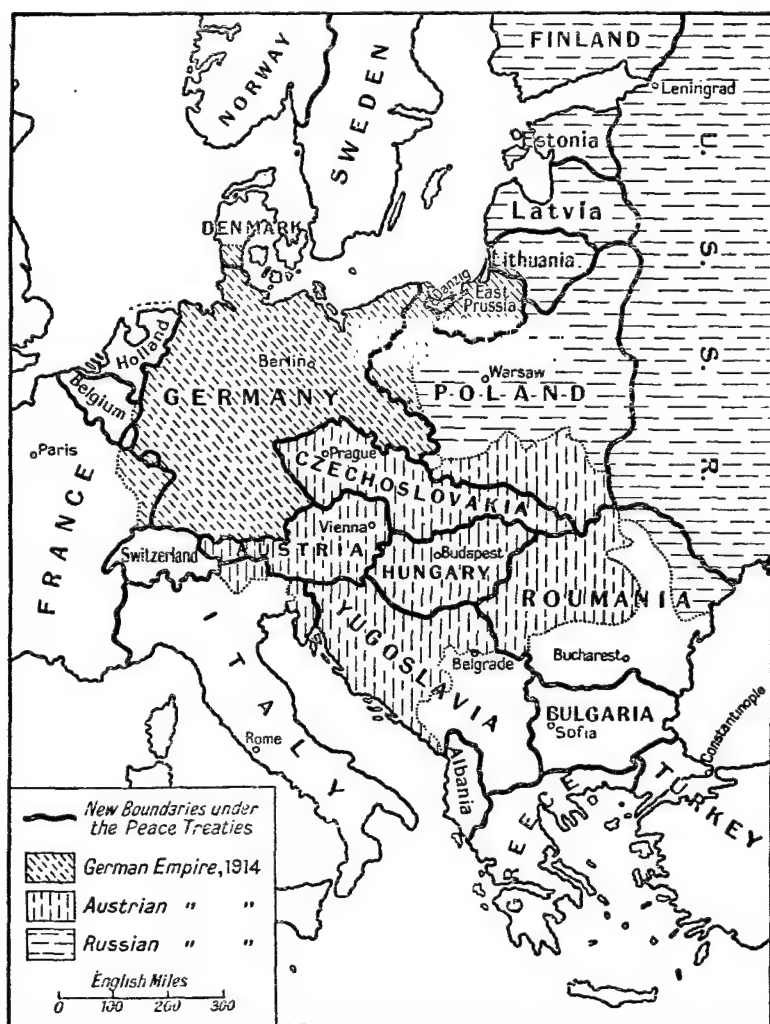 NORWAY
SWEDEN
FINLAND
Leningrad
Estonia
U. S. S. R.
Latvia
DENMARK
Lithuania
Danzig
East
Prussia
Holland
Berlin
Belgium
GERMANY
Warsaw
POLAND
Paris
Prague
CZECHOSLOVAKIA
FRANCE
Vienna
Switzerland
AUSTRIA
Budapest
HUNGARY
ROUMANIA
ITALY
YUGOSLAVIA
Belgrade
Bucharest
BULGARIA
Sofia
Constantinople
Rome
Albania
GREECE
TURKEY
New Boundaries under
the Peace Treaties
German Empire, 1914
Austrian " "
Russian " "
English Miles
0 100 200 300